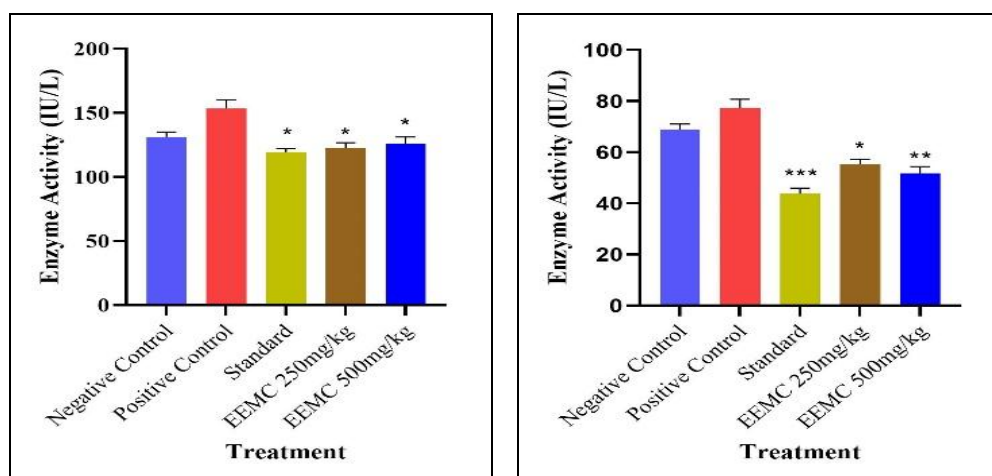 Enzyme Activity (IU/L)
200
150
100
50
0
*
*
*
Negative Control
Positive Control
Standard
EEMC 250mg/kg
EEMC 500mg/kg
Treatment
Enzyme Activity (IU/L)
100
80
60
40
20
0
***
*
**
Negative Control
Positive Control
Standard
EEMC 250mg/kg
EEMC 500mg/kg
Treatment